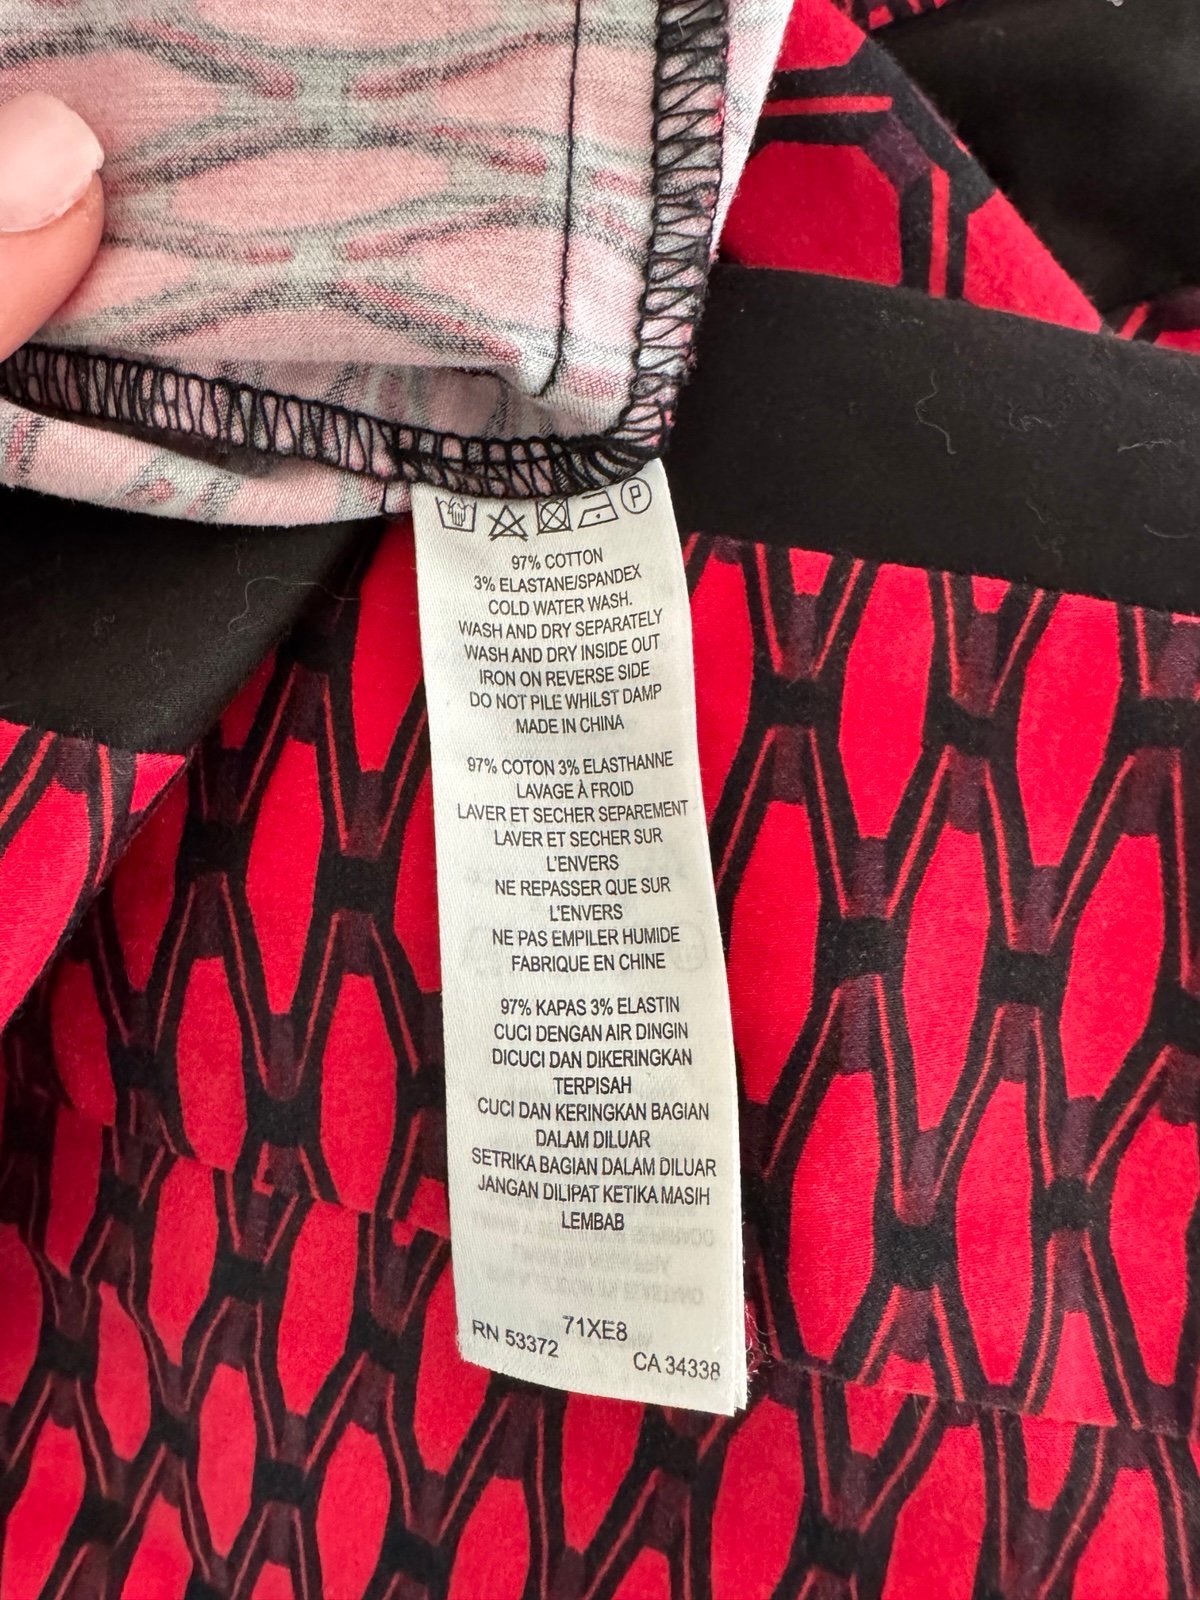 P
97% COTTON
3% ELASTANE/SPANDEX
COLD WATER WASH.
WASH AND DRY SEPARATELY
WASH AND DRY INSIDE OUT
IRON ON REVERSE SIDE
DO NOT PILE WHILST DAMP
MADE IN CHINA
97% COTON 3% ELASTHANNE
LAVAGE À FROID
LAVER ET SECHER SEPAREMENT
LAVER ET SECHER SUR
L'ENVERS
NE REPASSER QUE SUR
L'ENVERS
NE PAS EMPILER HUMIDE
FABRIQUE EN CHINE
97% KAPAS 3% ELASTIN
CUCI DENGAN AIR DINGIN
DICUCI DAN DIKERINGKAN
TERPISAH
CUCI DAN KERINGKAN BAGIAN
DALAM DILUAR
SETRIKA BAGIAN DALAM DILUAR
JANGAN DILIPAT KETIKA MASIH
LEMBAB
71XE8
RN 53372 CA 34338